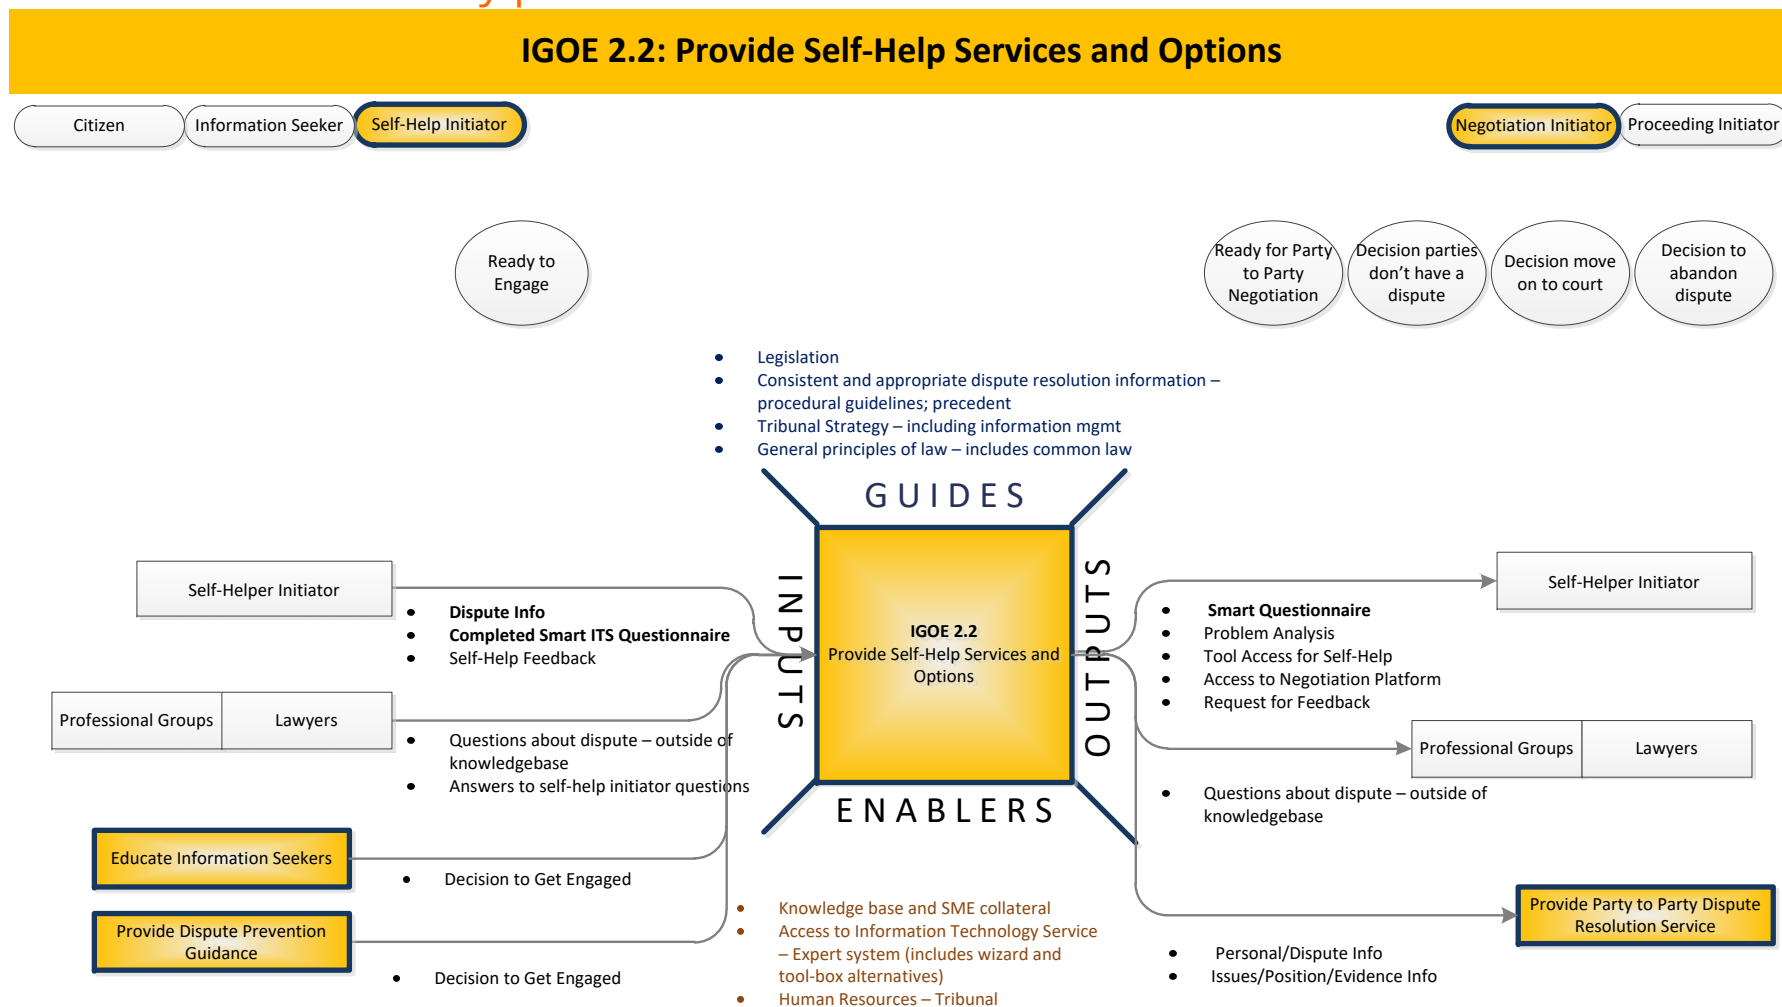 IGOE 2.2: Provide Self-Help Services and Options
Citizen
Information Seeker
Self-Help Initiator
Negotiation Initiator
Proceeding Initiator
Ready to
Engage
Ready for Party
to Party
Negotiation
Decision parties
don't have a
dispute
Decision move
on to court
Decision to
abandon
dispute
• Legislation
• Consistent and appropriate dispute resolution information –
procedural guidelines; precedent
• Tribunal Strategy – including information mgmt
• General principles of law – includes common law
GUIDES
INPUTS
OUTPUTS
ENABLERS
IGOE 2.2
Provide Self-Help Services and
Options
Self-Helper Initiator
• Dispute Info
• Completed Smart ITS Questionnaire
• Self-Help Feedback
Professional Groups
Lawyers
• Questions about dispute – outside of
knowledgebase
• Answers to self-help initiator questions
Educate Information Seekers
• Decision to Get Engaged
Provide Dispute Prevention
Guidance
• Decision to Get Engaged
• Knowledge base and SME collateral
• Access to Information Technology Service
– Expert system (includes wizard and
tool-box alternatives)
• Human Resources – Tribunal
Self-Helper Initiator
• Smart Questionnaire
• Problem Analysis
• Tool Access for Self-Help
• Access to Negotiation Platform
• Request for Feedback
Professional Groups
Lawyers
• Questions about dispute – outside of
knowledgebase
Provide Party to Party Dispute
Resolution Service
• Personal/Dispute Info
• Issues/Position/Evidence Info